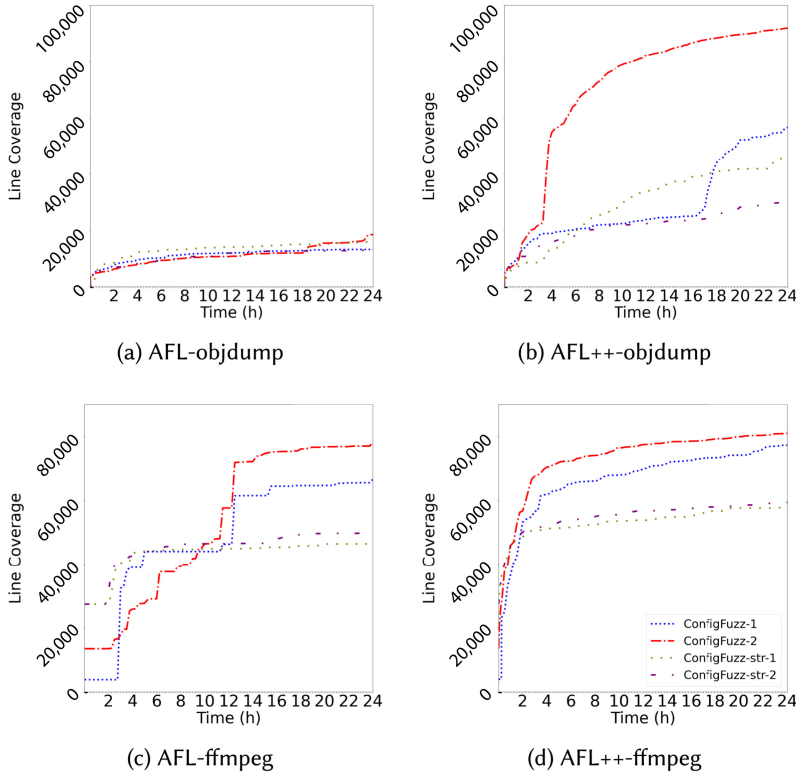 100,000
80,000
60,000
40,000
20,000
0
Line Coverage
2 4 6 8 10 12 14 16 18 20 22 24
Time (h)
(a) AFL-objdump
100,000
80,000
60,000
40,000
20,000
0
Line Coverage
2 4 6 8 10 12 14 16 18 20 22 24
Time (h)
(b) AFL++-objdump
80,000
60,000
40,000
20,000
0
Line Coverage
2 4 6 8 10 12 14 16 18 20 22 24
Time (h)
(c) AFL-ffmpeg
80,000
60,000
40,000
20,000
0
Line Coverage
ConfigFuzz-1
ConfigFuzz-2
ConfigFuzz-str-1
ConfigFuzz-str-2
2 4 6 8 10 12 14 16 18 20 22 24
Time (h)
(d) AFL++-ffmpeg